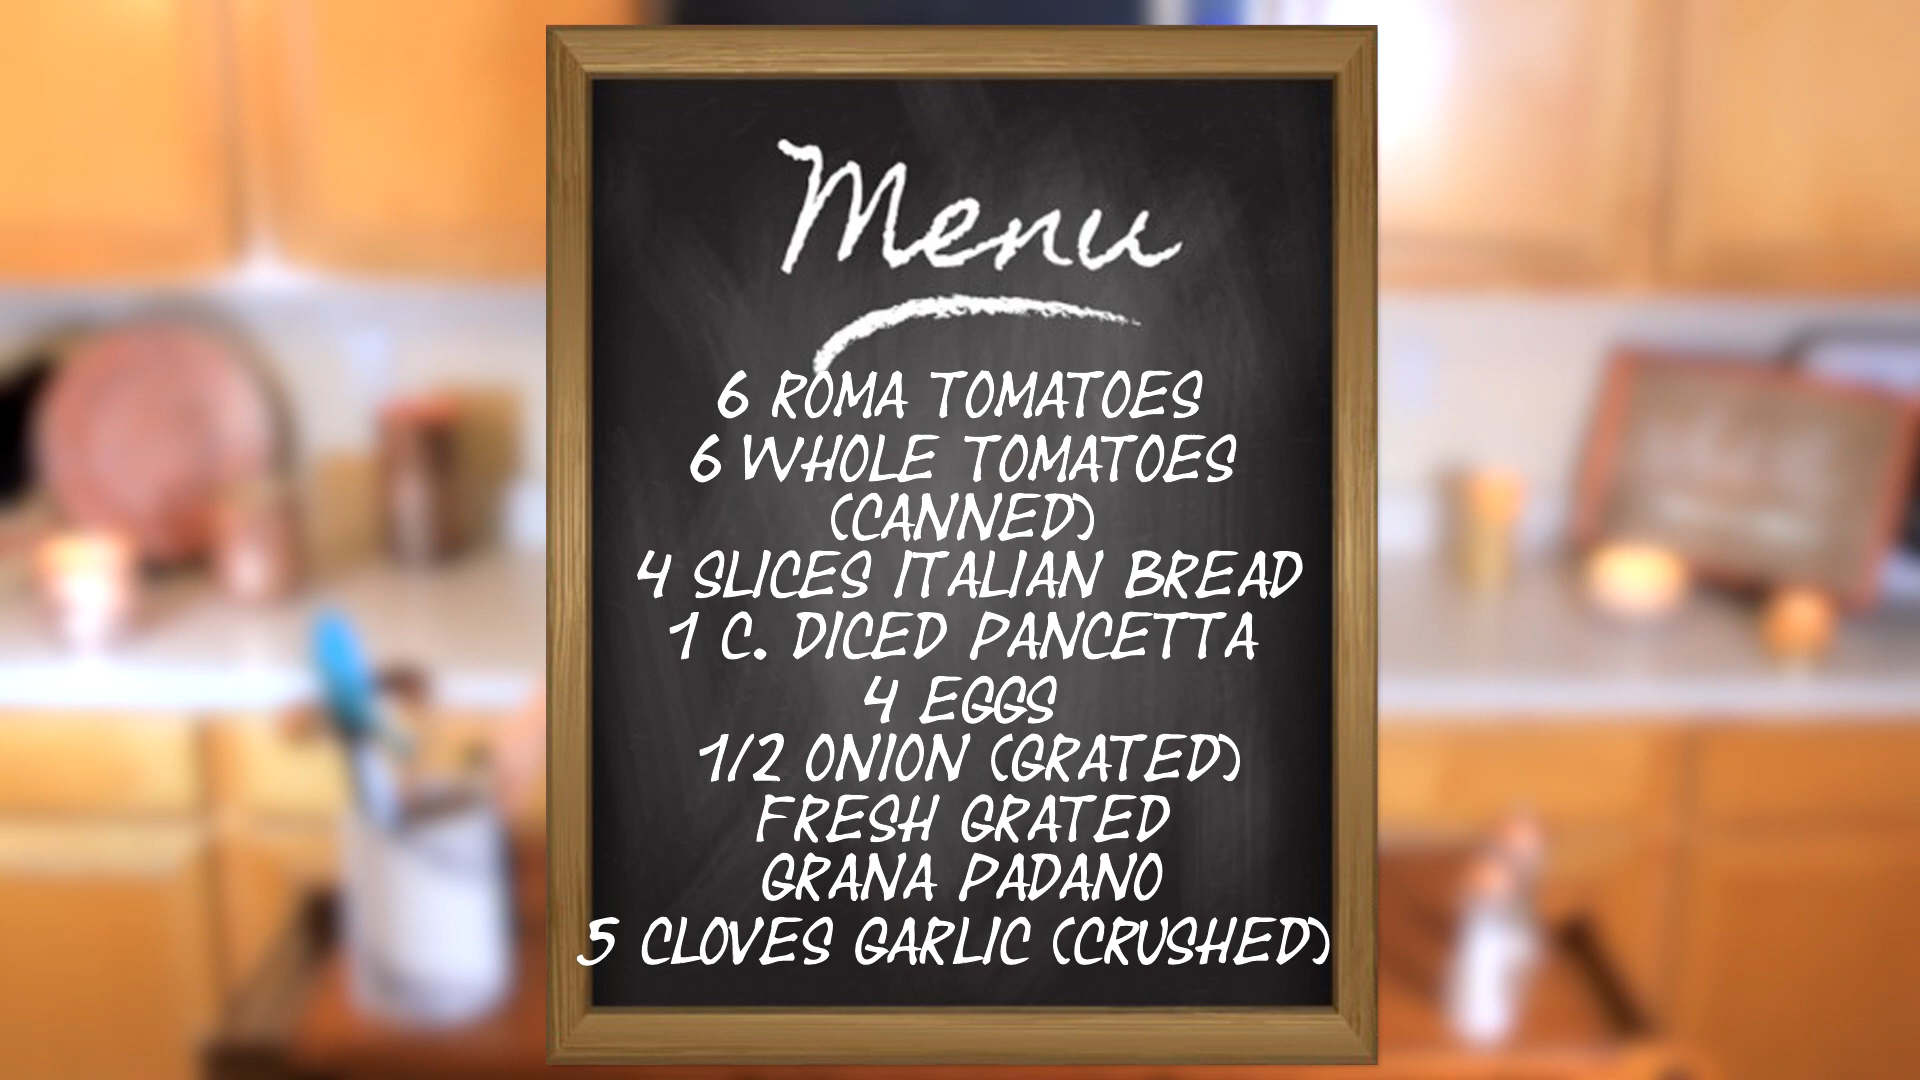 Menu
6 ROMA TOMATOES
6 WHOLE TOMATOES
(CANNED)
4 SLICES ITALIAN BREAD
1 C. DICED PANCETTA
4 EGGS
1/2 ONION (GRATED)
FRESH GRATED
GRANA PADANO
5 CLOVES GARLIC (CRUSHED)